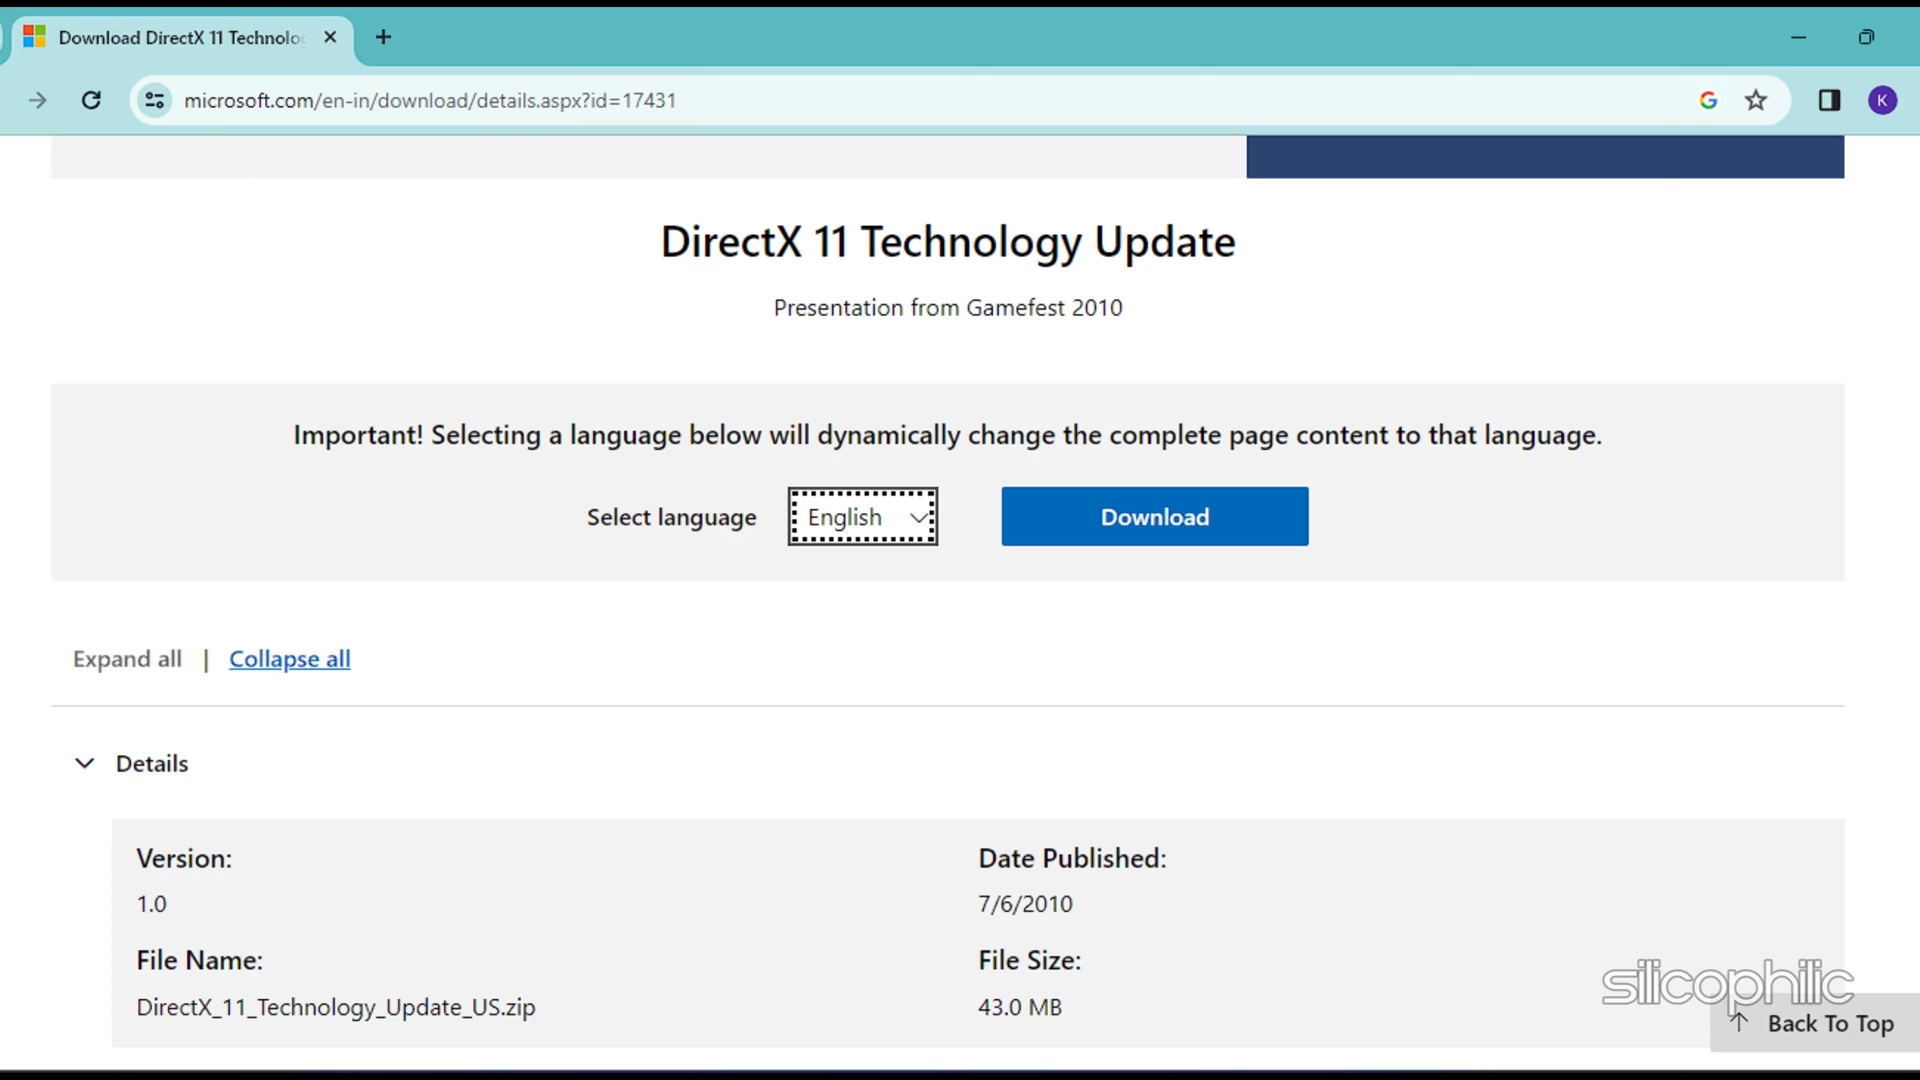 Download DirectX 11 Technolo
microsoft.com/en-in/download/details.aspx?id=17431
K
DirectX 11 Technology Update
Presentation from Gamefest 2010
Important! Selecting a language below will dynamically change the complete page content to that language.
Select language English Download
Expand all | Collapse all
Details
Version:
1.0
Date Published:
7/6/2010
File Name:
DirectX_11_Technology_Update_US.zip
File Size:
43.0 MB
silicophilic
Back To Top